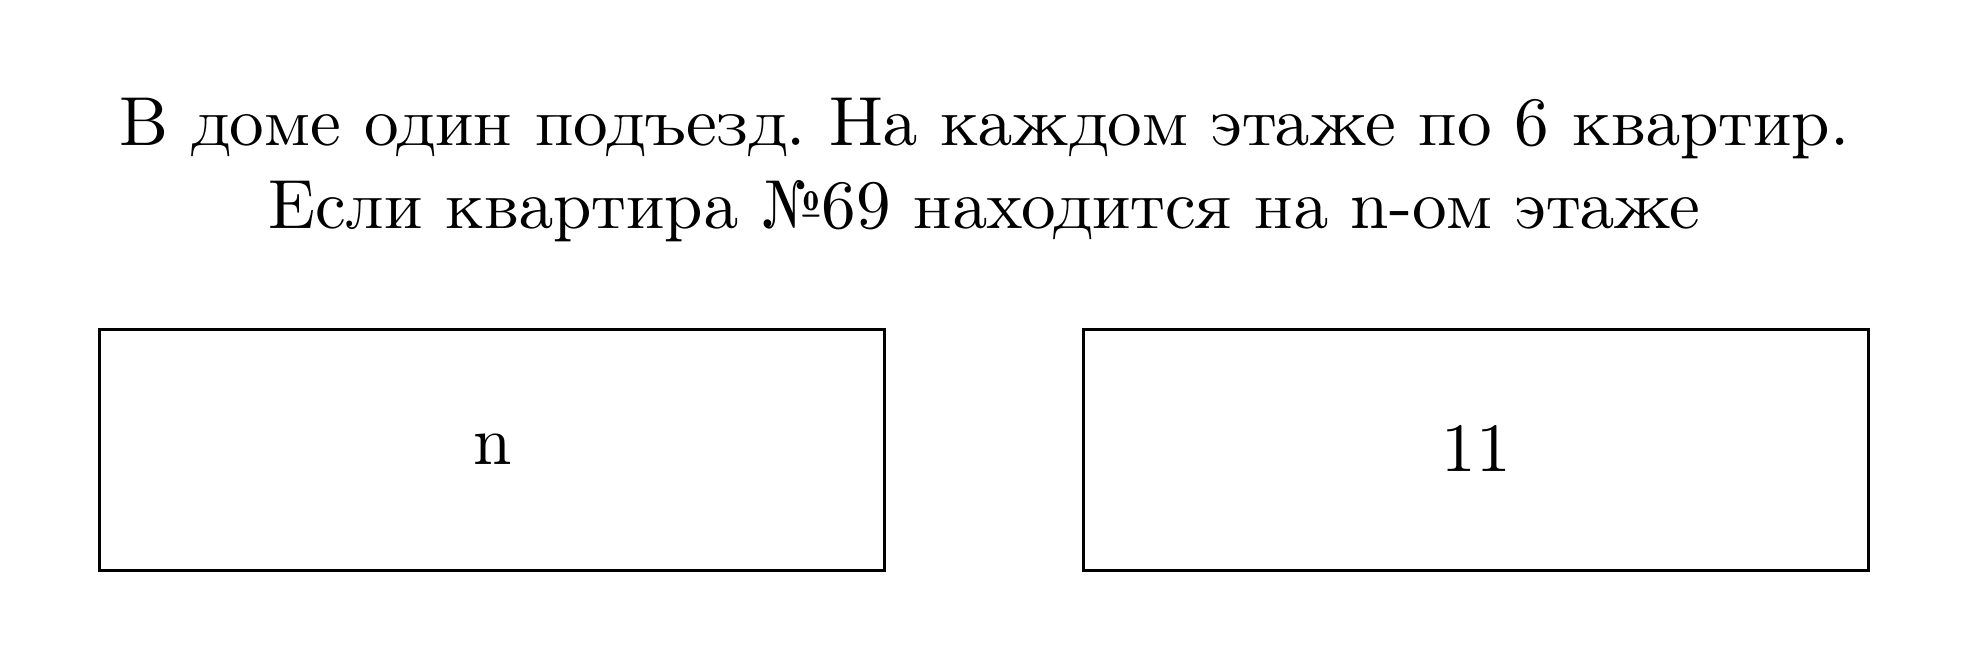 В доме один подъезд. На каждом этаже по 6 квартир.
Если квартира №69 находится на n-ом этаже
n
11